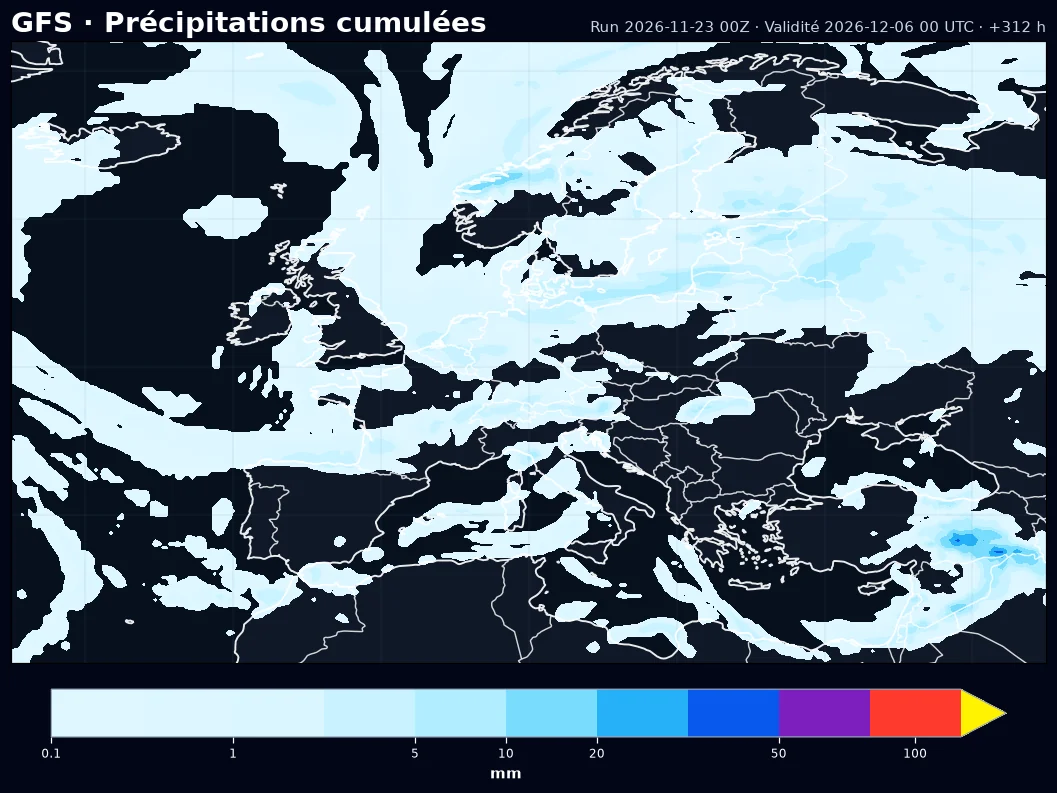 GFS · Précipitations cumulées
Run 2026-11-23 00Z · Validité 2026-12-06 00 UTC · +312 h
0.1 1 5 10 20 50 100
mm